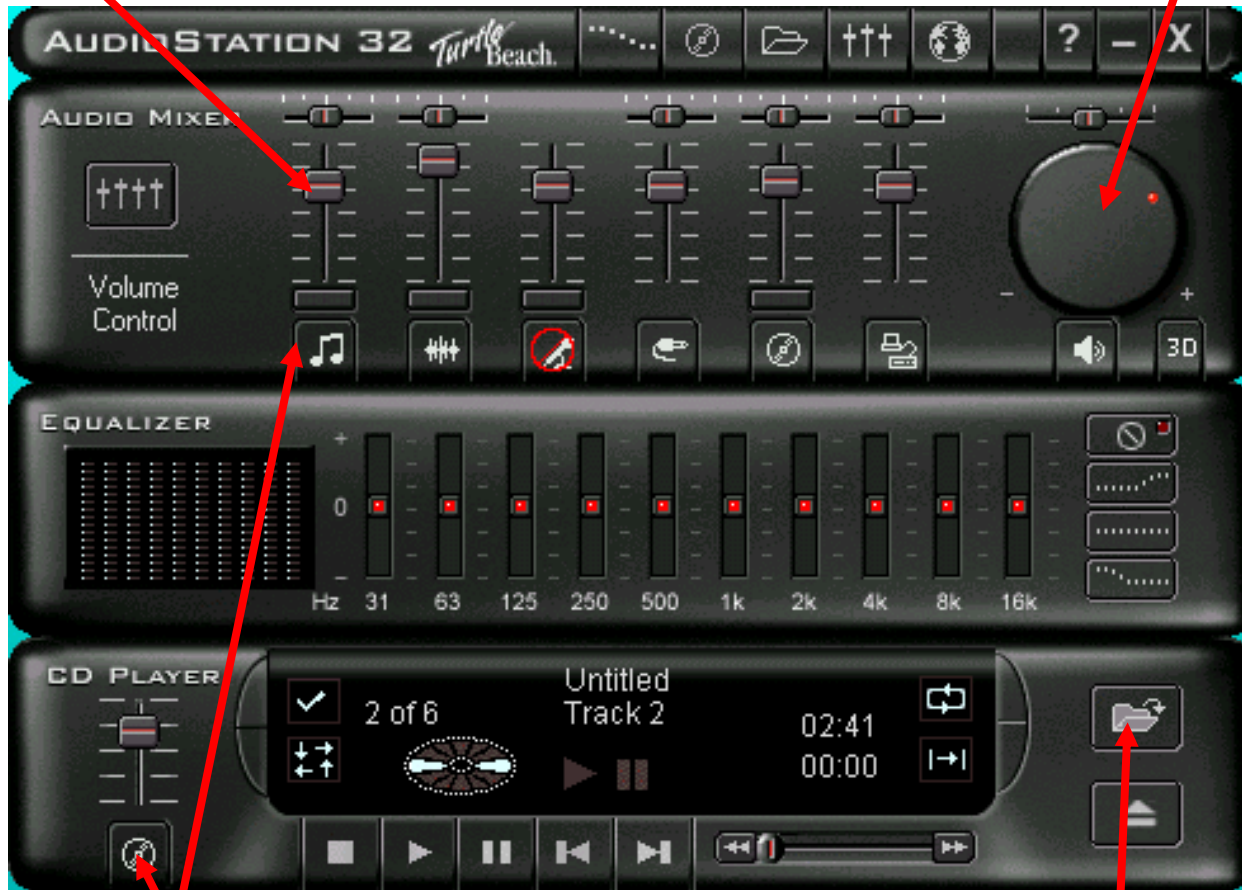 AUDIOSTATION 32 Turtle Beach. ? – X
AUDIO MIXER
Volume
Control
– +
3D
EQUALIZER
+
0
–
Hz 31 63 125 250 500 1k 2k 4k 8k 16k
CD PLAYER
Untitled
2 of 6 Track 2 02:41
00:00